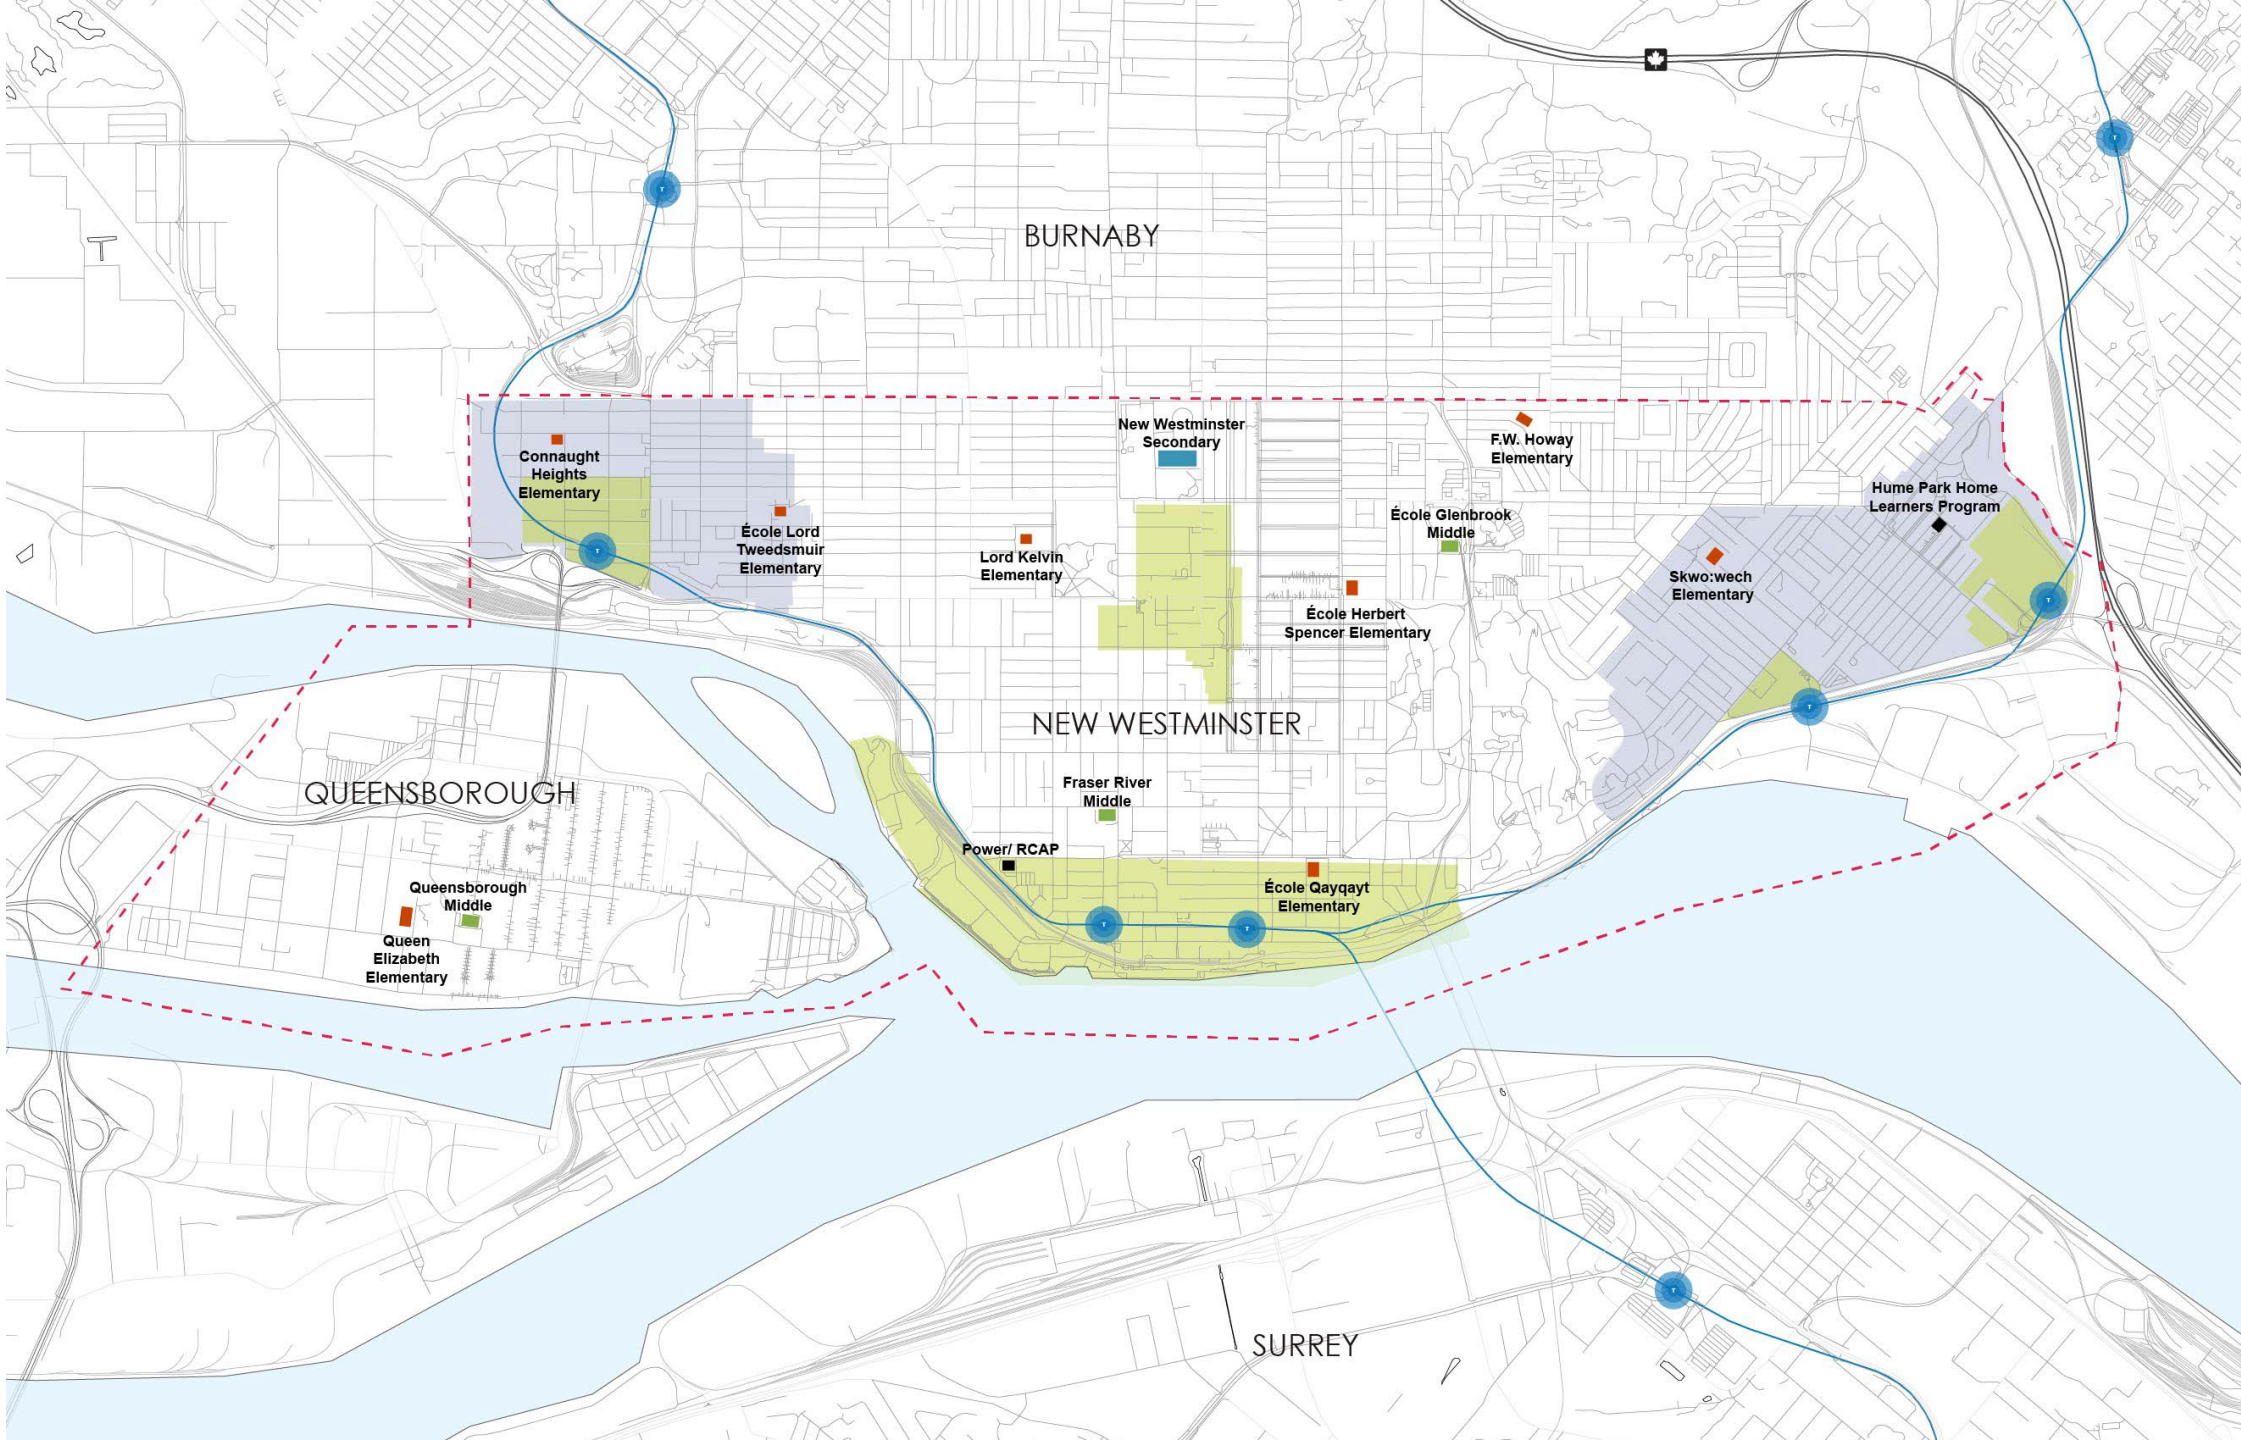 BURNABY
New Westminster
Secondary
F.W. Howay
Elementary
Connaught
Heights
Elementary
Hume Park Home
Learners Program
École Lord
Tweedsmuir
Elementary
Lord Kelvin
Elementary
École Glenbrook
Middle
École Herbert
Spencer Elementary
Skwo:wech
Elementary
NEW WESTMINSTER
QUEENSBOROUGH
Fraser River
Middle
Power/ RCAP
École Qayqayt
Elementary
Queensborough
Middle
Queen
Elizabeth
Elementary
SURREY
T
T
T
T
T
T
T
T